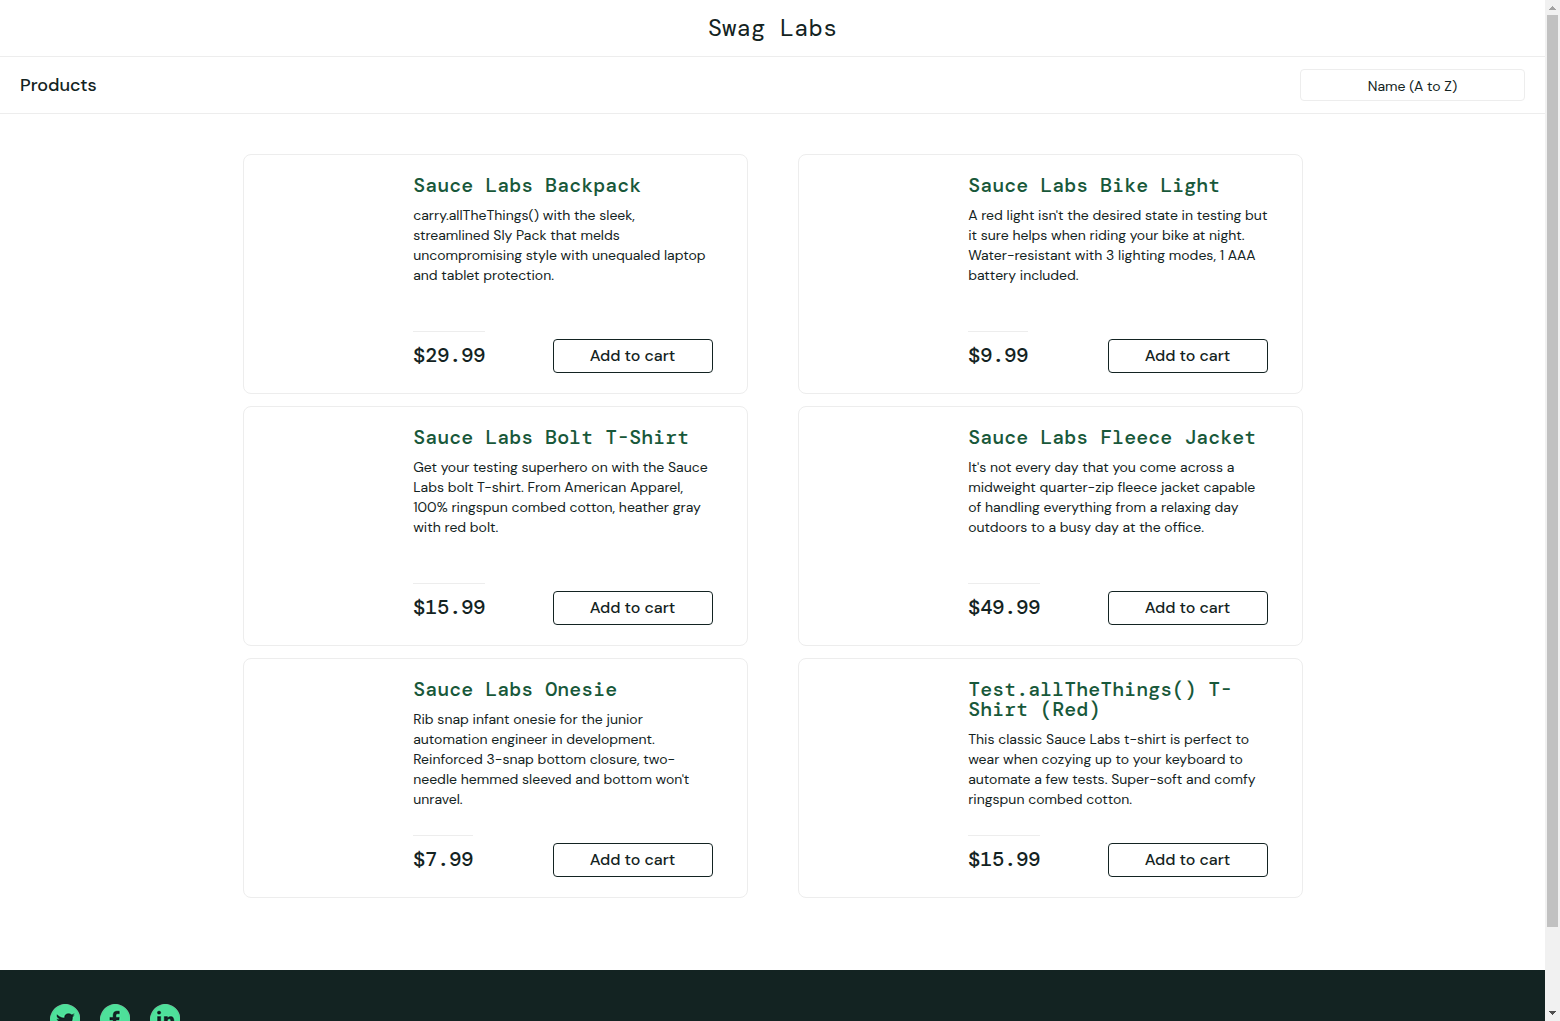 Swag Labs
Products
Name (A to Z)
Sauce Labs Backpack
carry.allTheThings() with the sleek,
streamlined Sly Pack that melds
uncompromising style with unequaled laptop
and tablet protection.
$29.99
Add to cart
Sauce Labs Bike Light
A red light isn't the desired state in testing but
it sure helps when riding your bike at night.
Water-resistant with 3 lighting modes, 1 AAA
battery included.
$9.99
Add to cart
Sauce Labs Bolt T-Shirt
Get your testing superhero on with the Sauce
Labs bolt T-shirt. From American Apparel,
100% ringspun combed cotton, heather gray
with red bolt.
$15.99
Add to cart
Sauce Labs Fleece Jacket
It's not every day that you come across a
midweight quarter-zip fleece jacket capable
of handling everything from a relaxing day
outdoors to a busy day at the office.
$49.99
Add to cart
Sauce Labs Onesie
Rib snap infant onesie for the junior
automation engineer in development.
Reinforced 3-snap bottom closure, two-
needle hemmed sleeved and bottom won't
unravel.
$7.99
Add to cart
Test.allTheThings() T-
Shirt (Red)
This classic Sauce Labs t-shirt is perfect to
wear when cozying up to your keyboard to
automate a few tests. Super-soft and comfy
ringspun combed cotton.
$15.99
Add to cart